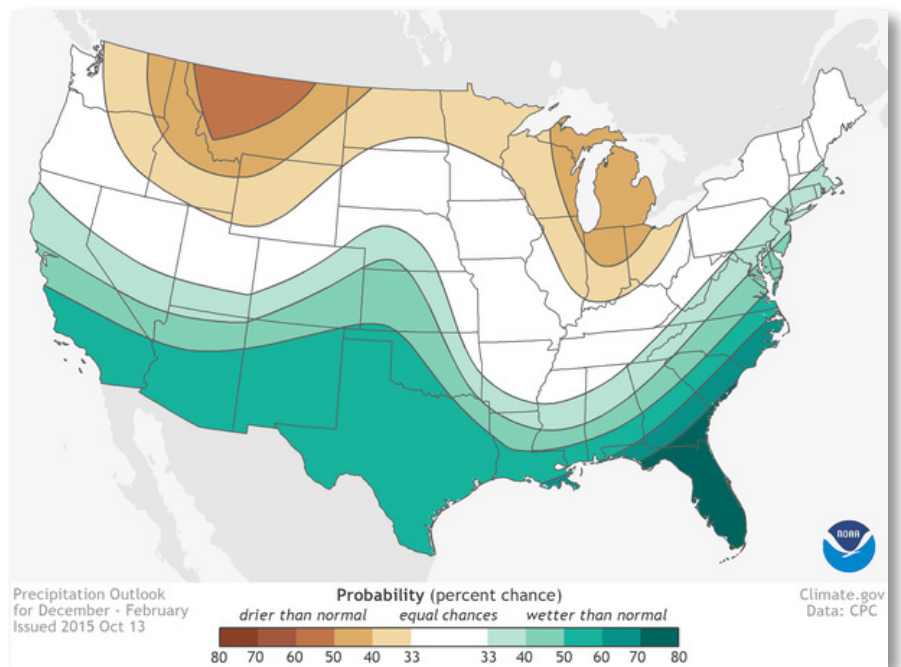 NOAA
Precipitation Outlook
for December - February
Issued 2015 Oct 13
Probability (percent chance)
drier than normal equal chances wetter than normal
80 70 60 50 40 33 33 40 50 60 70 80
Climate.gov
Data: CPC